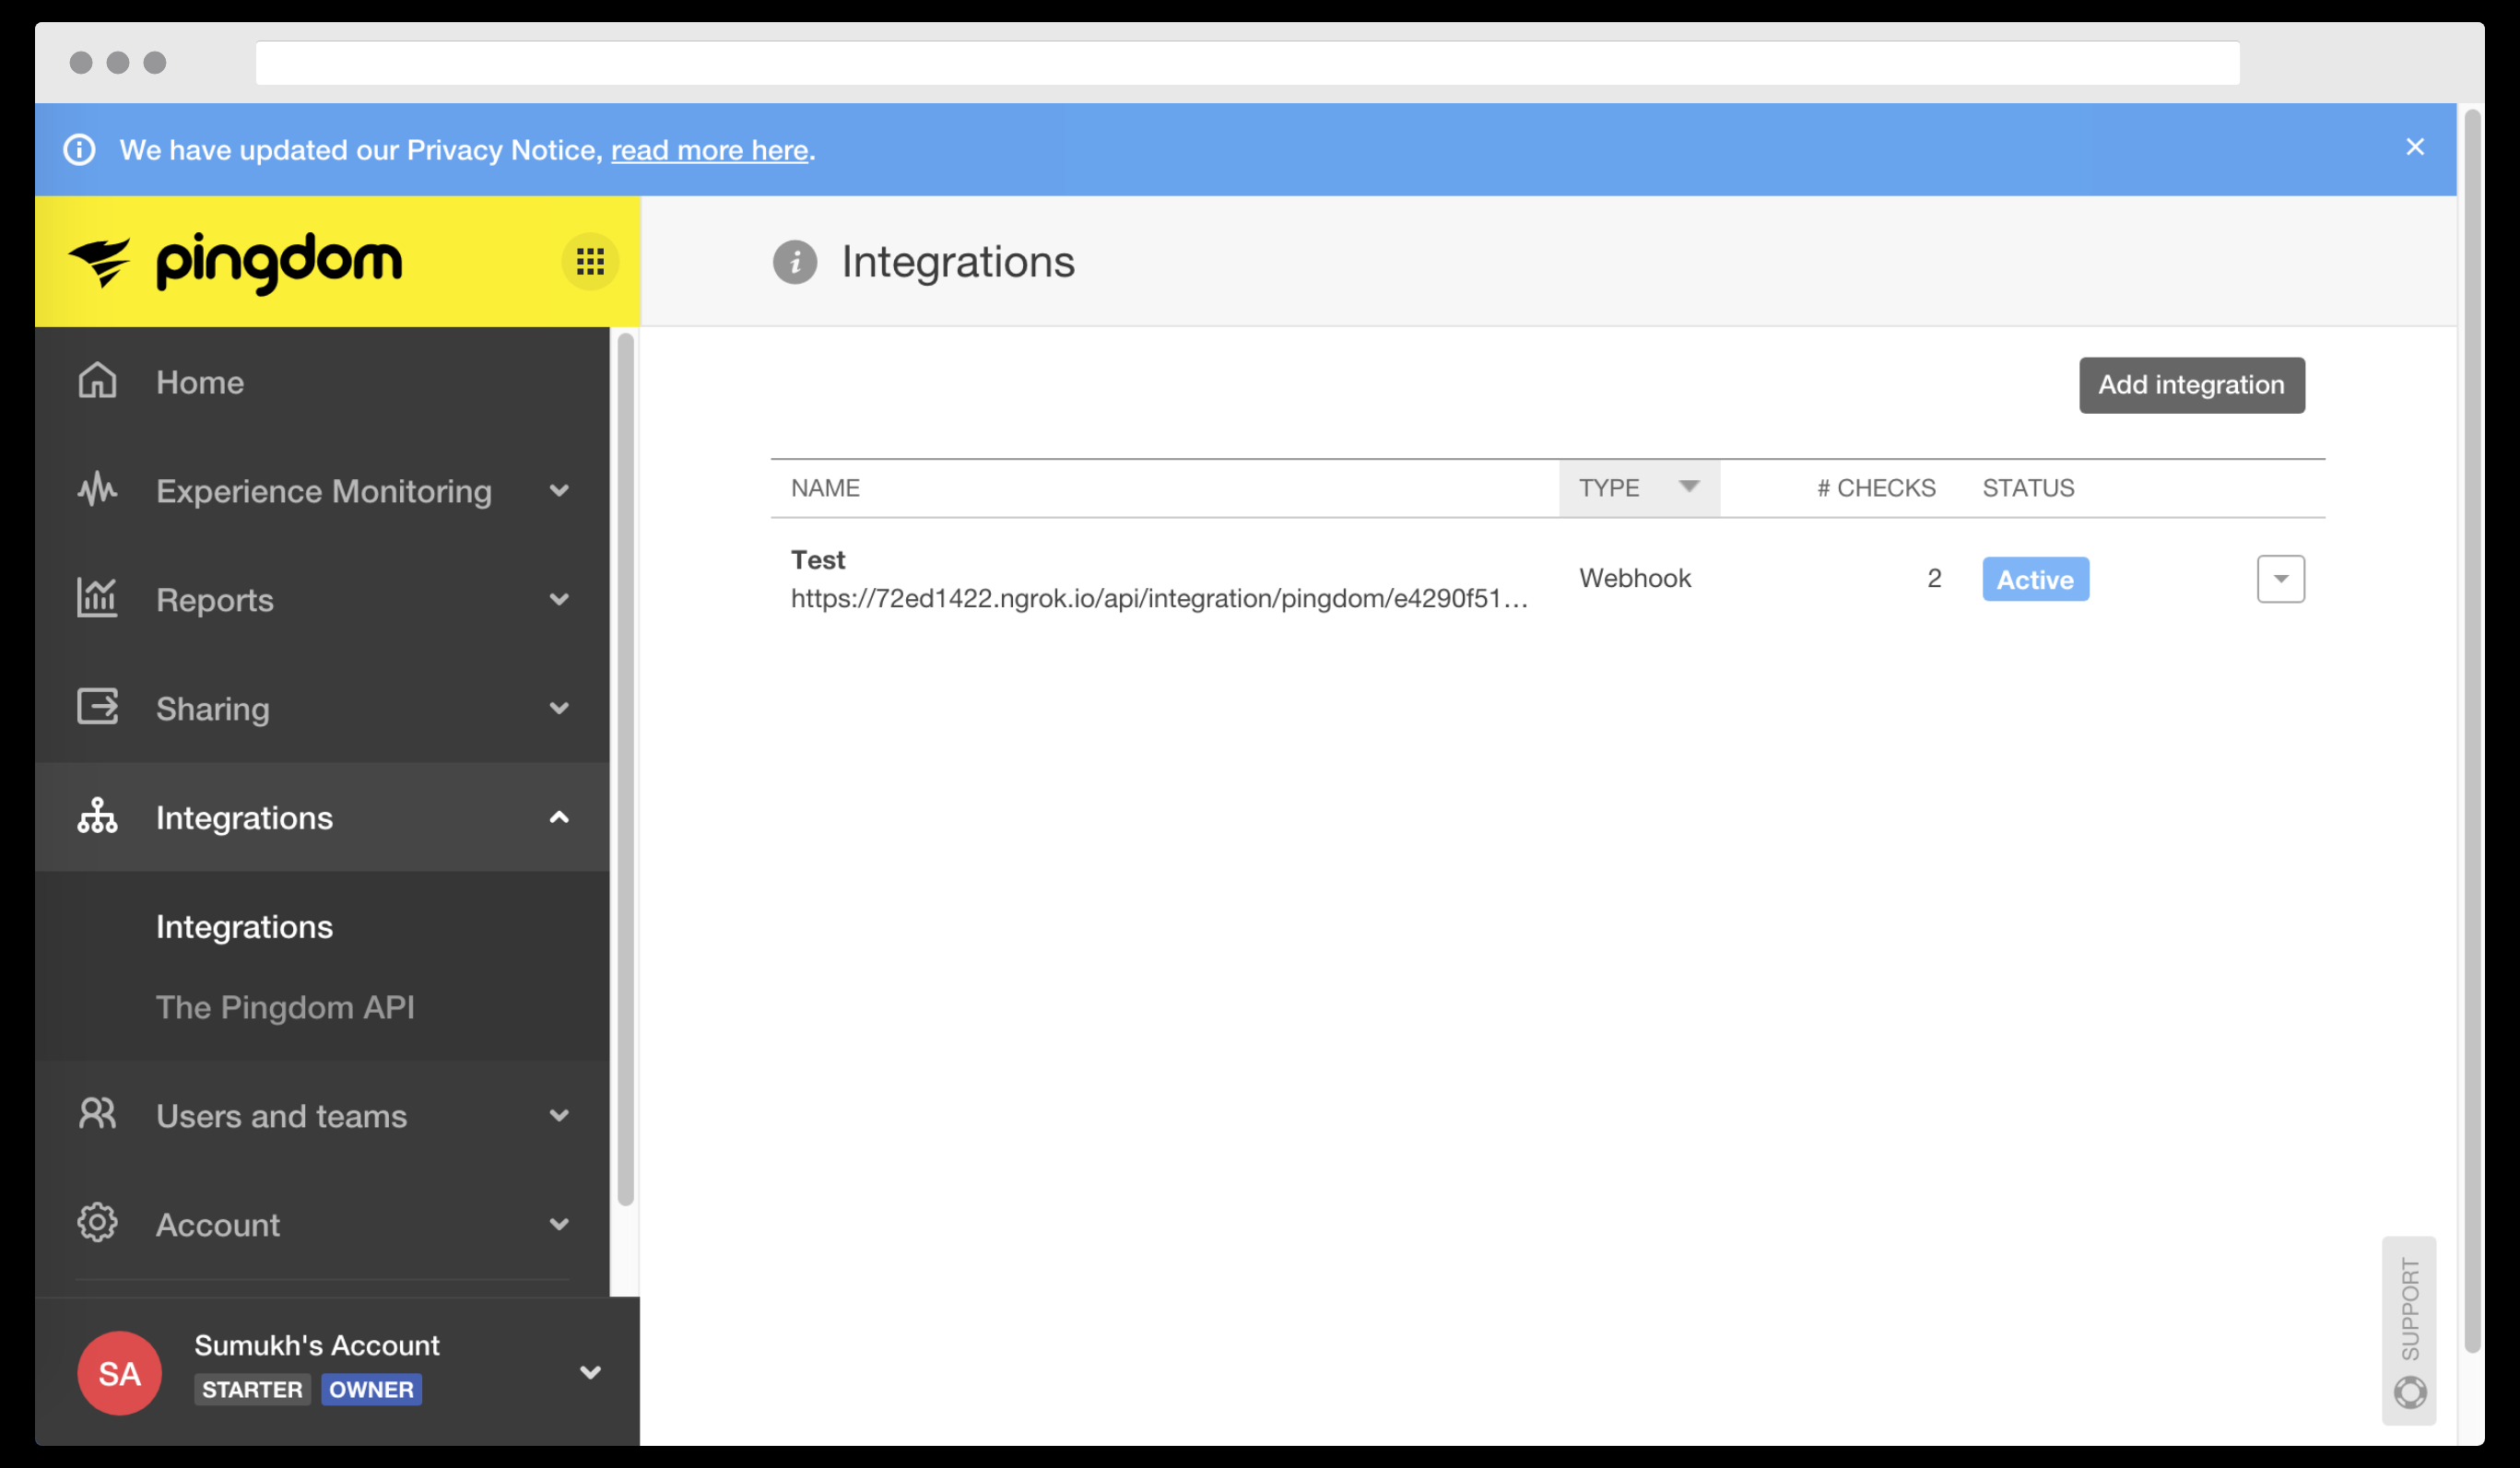 We have updated our Privacy Notice, read more here.
pingdom
Integrations
Home
Experience Monitoring
Reports
Sharing
Integrations
Integrations
The Pingdom API
Users and teams
Account
SA
Sumukh's Account
STARTER OWNER
Add integration
NAME TYPE # CHECKS STATUS
Test
https://72ed1422.ngrok.io/api/integration/pingdom/e4290f51... Webhook 2 Active
SUPPORT